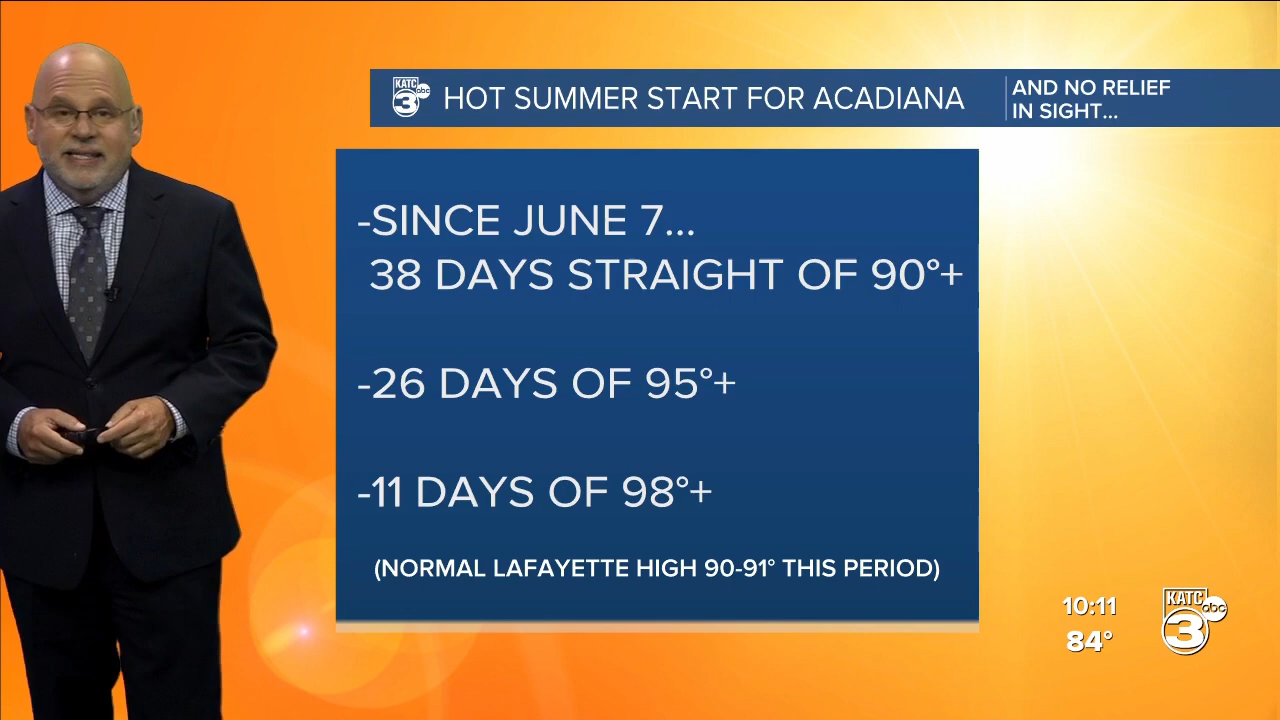 KATC
abc
3
HOT SUMMER START FOR ACADIANA
AND NO RELIEF
IN SIGHT...
-SINCE JUNE 7...
38 DAYS STRAIGHT OF 90°+
-26 DAYS OF 95°+
-11 DAYS OF 98°+
(NORMAL LAFAYETTE HIGH 90-91° THIS PERIOD)
10:11
84°
KATC
abc
3